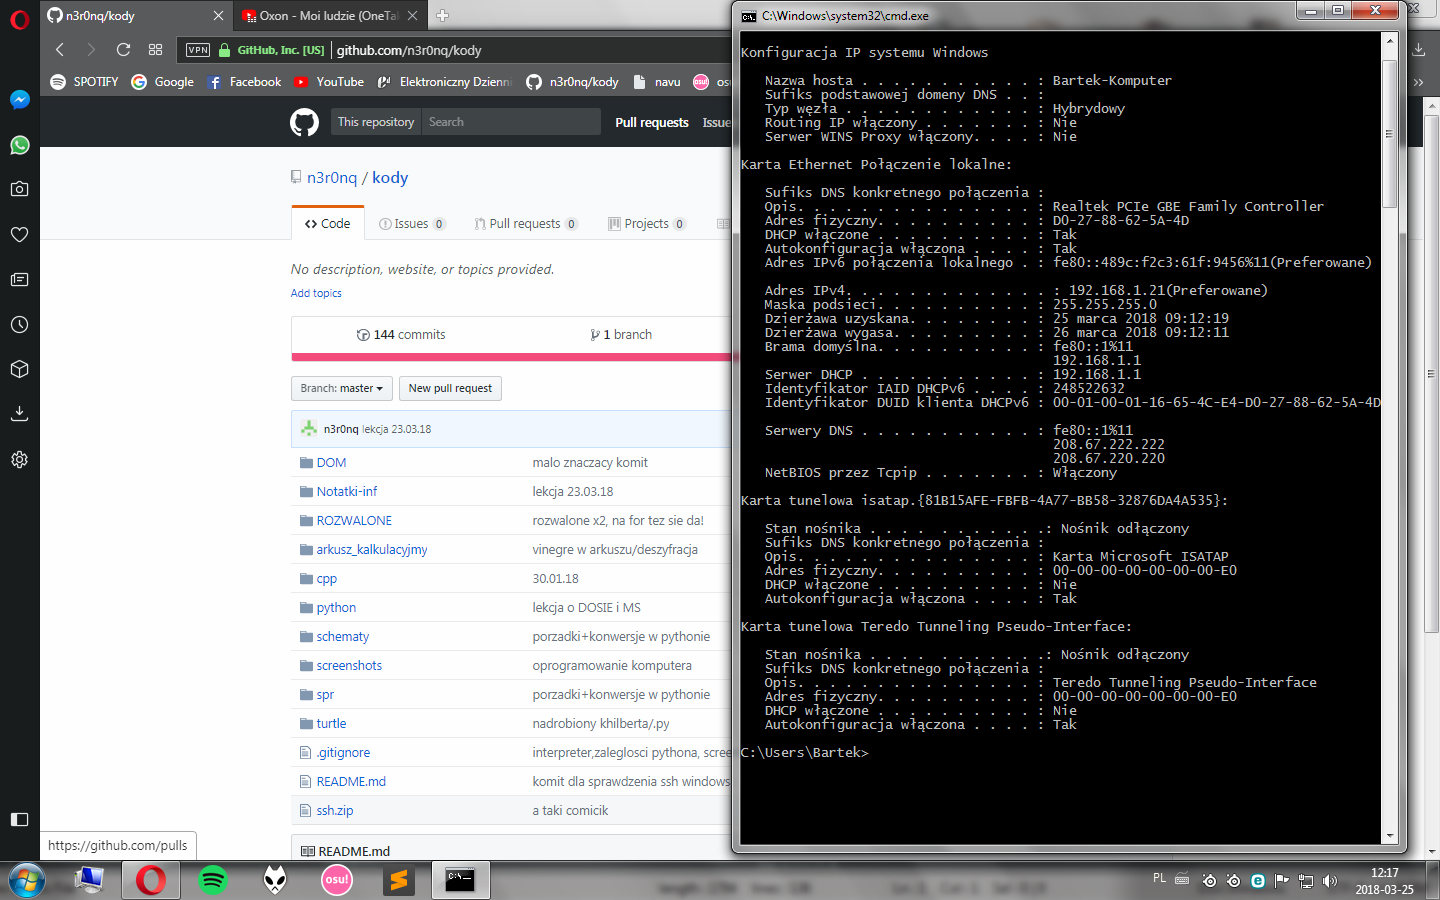 n3r0nq/kody
Oxon - Moi ludzie (OneTa
VPN GitHub, Inc. [US] github.com/n3r0nq/kody
SPOTIFY Google Facebook YouTube Elektroniczny Dzienni n3r0nq/kody navu osu! osu
This repository Search Pull requests Issue
n3r0nq / kody
Code Issues 0 Pull requests 0 Projects 0
No description, website, or topics provided.
Add topics
144 commits 1 branch
Branch: master New pull request
n3r0nq lekcja 23.03.18
DOM malo znaczacy komit
Notatki-inf lekcja 23.03.18
ROZWALONE rozwalone x2, na for tez sie da!
arkusz_kalkulacyjmy vinegre w arkuszu/deszyfracja
cpp 30.01.18
python lekcja o DOSIE i MS
schematy porzadki+konwersje w pythonie
screenshots oprogramowanie komputera
spr porzadki+konwersje w pythonie
turtle nadrobiony khilberta/.py
.gitignore interpreter,zaleglosci pythona, scree
README.md komit dla sprawdzenia ssh windows
ssh.zip a taki comicik
README.md
https://github.com/pulls
C:\Windows\system32\cmd.exe
Konfiguracja IP systemu Windows
Nazwa hosta . . . . . . . . . . . : Bartek-Komputer
Sufiks podstawowej domeny DNS . . :
Typ węzła . . . . . . . . . . . . : Hybrydowy
Routing IP włączony . . . . . . . : Nie
Serwer WINS Proxy włączony. . . . : Nie
Karta Ethernet Połączenie lokalne:
Sufiks DNS konkretnego połączenia :
Opis. . . . . . . . . . . . . . . : Realtek PCIe GBE Family Controller
Adres fizyczny. . . . . . . . . . : D0-27-88-62-5A-4D
DHCP włączone . . . . . . . . . . : Tak
Autokonfiguracja włączona . . . . : Tak
Adres IPv6 połączenia lokalnego . : fe80::489c:f2c3:61f:9456%11(Preferowane)
Adres IPv4. . . . . . . . . . . . . : 192.168.1.21(Preferowane)
Maska podsieci. . . . . . . . . . : 255.255.255.0
Dzierżawa uzyskana. . . . . . . . : 25 marca 2018 09:12:19
Dzierżawa wygasa. . . . . . . . . : 26 marca 2018 09:12:11
Brama domyślna. . . . . . . . . . : fe80::1%11
192.168.1.1
Serwer DHCP . . . . . . . . . . . : 192.168.1.1
Identyfikator IAID DHCPv6 . . . . : 248522632
Identyfikator DUID klienta DHCPv6 : 00-01-00-01-16-65-4C-E4-D0-27-88-62-5A-4D
Serwery DNS . . . . . . . . . . . : fe80::1%11
208.67.222.222
208.67.220.220
NetBIOS przez Tcpip . . . . . . . : Włączony
Karta tunelowa isatap.{81B15AFE-FBFB-4A77-BB58-32876DA4A535}:
Stan nośnika . . . . . . . . . . . .: Nośnik odłączony
Sufiks DNS konkretnego połączenia :
Opis. . . . . . . . . . . . . . . : Karta Microsoft ISATAP
Adres fizyczny. . . . . . . . . . : 00-00-00-00-00-00-00-E0
DHCP włączone . . . . . . . . . . : Nie
Autokonfiguracja włączona . . . . : Tak
Karta tunelowa Teredo Tunneling Pseudo-Interface:
Stan nośnika . . . . . . . . . . . .: Nośnik odłączony
Sufiks DNS konkretnego połączenia :
Opis. . . . . . . . . . . . . . . : Teredo Tunneling Pseudo-Interface
Adres fizyczny. . . . . . . . . . : 00-00-00-00-00-00-00-E0
DHCP włączone . . . . . . . . . . : Nie
Autokonfiguracja włączona . . . . : Tak
C:\Users\Bartek>
osu!
PL
12:17
2018-03-25